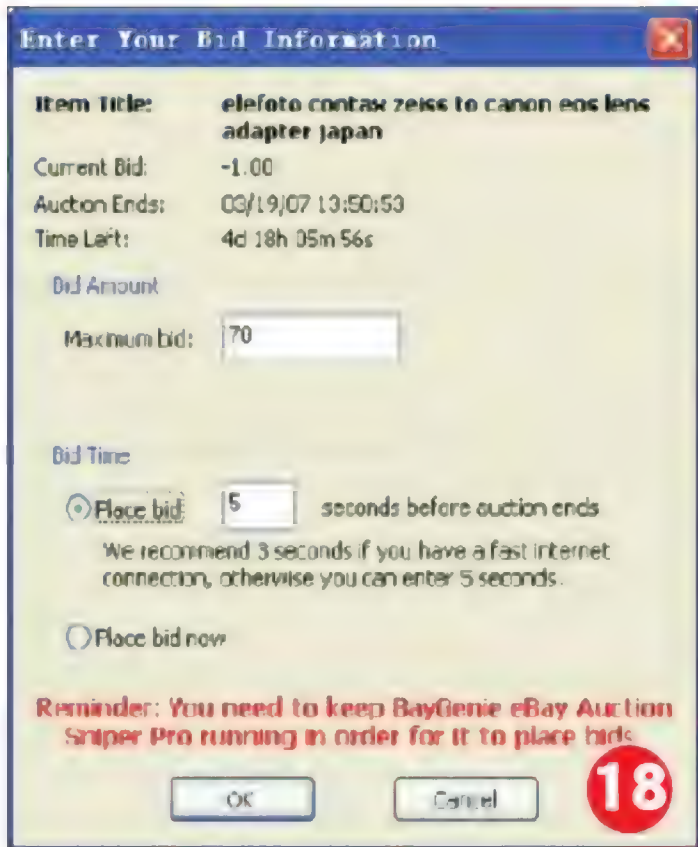 Enter Your Bid Information
Item Title: elefoto contax zeiss to canon eos lens
adapter japan
Current Bid: -1.00
Auction Ends: 03/19/07 13:50:53
Time Left: 4d 18h 05m 56s
Bid Amount
Maximum bid: 70
Bid Time
Place bid 5 seconds before auction ends
We recommend 3 seconds if you have a fast internet
connection, otherwise you can enter 5 seconds.
Place bid now
Reminder: You need to keep BayGenie eBay Auction
Sniper Pro running in order for it to place bids
OK Cancel
18